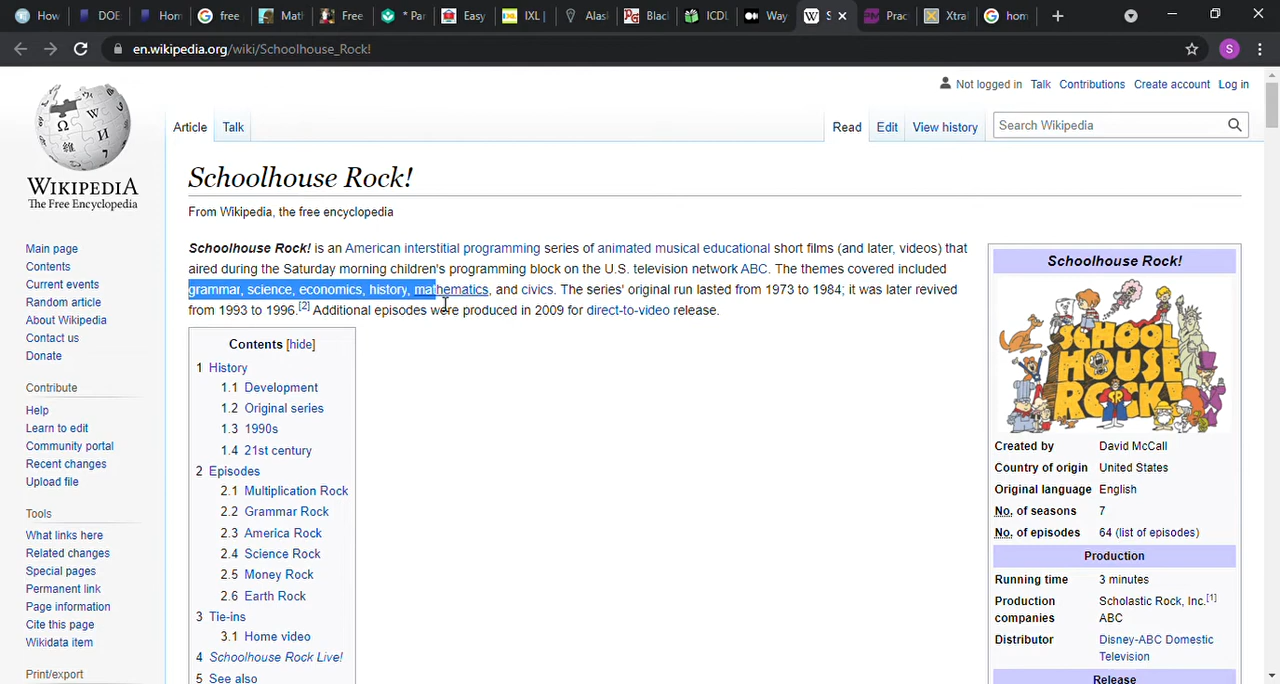 How
DOE
Hom
free
Math
Free
* Par
Easy
IXL |
Alas
Blac
ICDL
Way
S
Prac
Xtra
hom
en.wikipedia.org/wiki/Schoolhouse_Rock!
S
Not logged in Talk Contributions Create account Log in
Article Talk Read Edit View history Search Wikipedia
WIKIPEDIA
The Free Encyclopedia
Main page
Contents
Current events
Random article
About Wikipedia
Contact us
Donate
Contribute
Help
Learn to edit
Community portal
Recent changes
Upload file
Tools
What links here
Related changes
Special pages
Permanent link
Page information
Cite this page
Wikidata item
Print/export
Schoolhouse Rock!
From Wikipedia, the free encyclopedia
Schoolhouse Rock! is an American interstitial programming series of animated musical educational short films (and later, videos) that
aired during the Saturday morning children's programming block on the U.S. television network ABC. The themes covered included
grammar, science, economics, history, mathematics, and civics. The series' original run lasted from 1973 to 1984; it was later revived
from 1993 to 1996.[2] Additional episodes were produced in 2009 for direct-to-video release.
Contents [hide]
1 History
1.1 Development
1.2 Original series
1.3 1990s
1.4 21st century
2 Episodes
2.1 Multiplication Rock
2.2 Grammar Rock
2.3 America Rock
2.4 Science Rock
2.5 Money Rock
2.6 Earth Rock
3 Tie-ins
3.1 Home video
4 Schoolhouse Rock Live!
5 See also
Schoolhouse Rock!
SCHOOL
HOUSE
ROCK!
Created by David McCall
Country of origin United States
Original language English
No. of seasons 7
No. of episodes 64 (list of episodes)
Production
Running time 3 minutes
Production Scholastic Rock, Inc.[1]
companies ABC
Distributor Disney-ABC Domestic
Television
Release